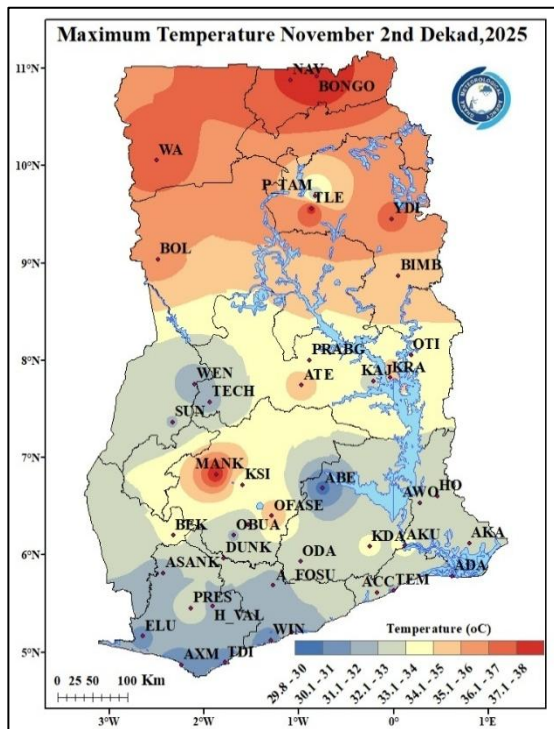 Maximum Temperature November 2nd Dekad,2025
11°N
NAV
BONGO
WA
10°N
P_TAM
TLE
YDI
BOL
9°N
BIMB
8°N
PRABG
OTI
WEN
TECH
ATE
KAJ
KRA
SUN
7°N
MANK
KSI
ABE
AWO
HO
OFASE
BEK
OBUA
KDA
AKU
AKA
6°N
DUNK
ODA
ASANK
A_FOSU
ACC
TEM
ADA
PRES
H_VAL
ELU
WIN
5°N
AXM
TDI
Temperature (oC)
29.8 - 30
30.1 - 31
31.1 - 32
32.1 - 33
33.1 - 34
34.1 - 35
35.1 - 36
36.1 - 37
37.1 - 38
0 25 50 100 Km
3°W 2°W 1°W 0° 1°E